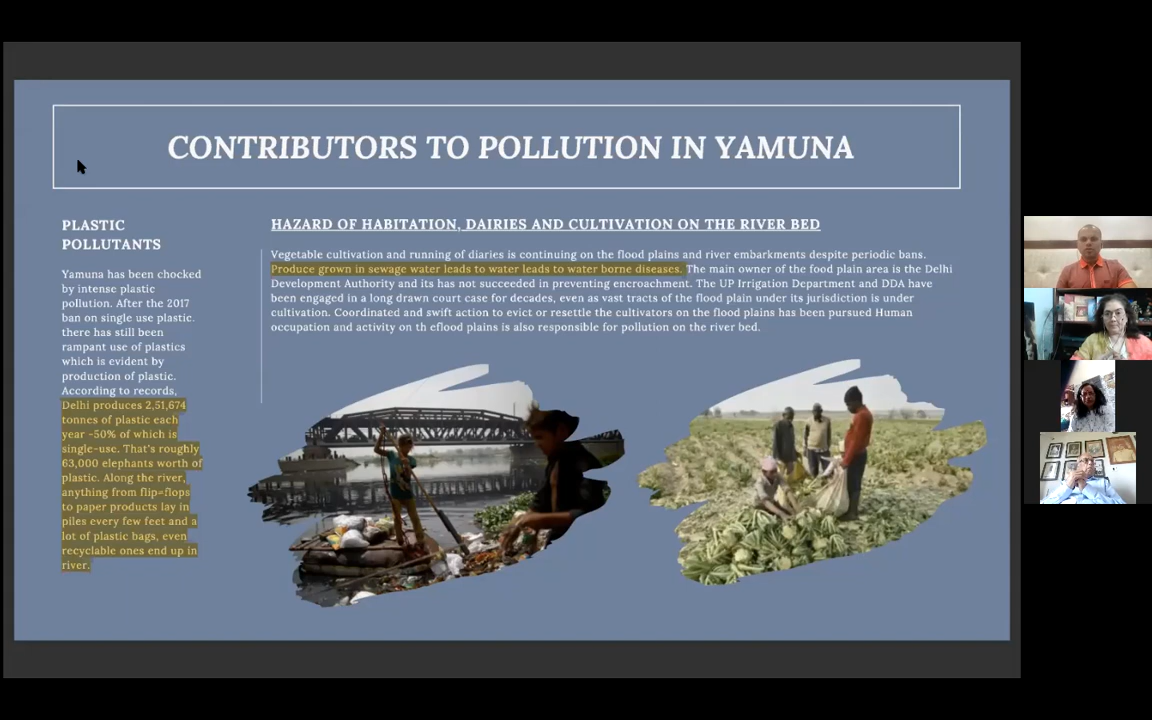 CONTRIBUTORS TO POLLUTION IN YAMUNA
PLASTIC
POLLUTANTS
Yamuna has been chocked
by intense plastic
pollution. After the 2017
ban on single use plastic.
there has still been
rampant use of plastics
which is evident by
production of plastic.
According to records,
Delhi produces 2,51,674
tonnes of plastic each
year -50% of which is
single-use. That's roughly
63,000 elephants worth of
plastic. Along the river,
anything from flip=flops
to paper products lay in
piles every few feet and a
lot of plastic bags, even
recyclable ones end up in
river.
HAZARD OF HABITATION, DAIRIES AND CULTIVATION ON THE RIVER BED
Vegetable cultivation and running of diaries is continuing on the flood plains and river embarkments despite periodic bans.
Produce grown in sewage water leads to water leads to water borne diseases. The main owner of the food plain area is the Delhi
Development Authority and its has not succeeded in preventing encroachment. The UP Irrigation Department and DDA have
been engaged in a long drawn court case for decades, even as vast tracts of the flood plain under its jurisdiction is under
cultivation. Coordinated and swift action to evict or resettle the cultivators on the flood plains has been pursued Human
occupation and activity on th eflood plains is also responsible for pollution on the river bed.